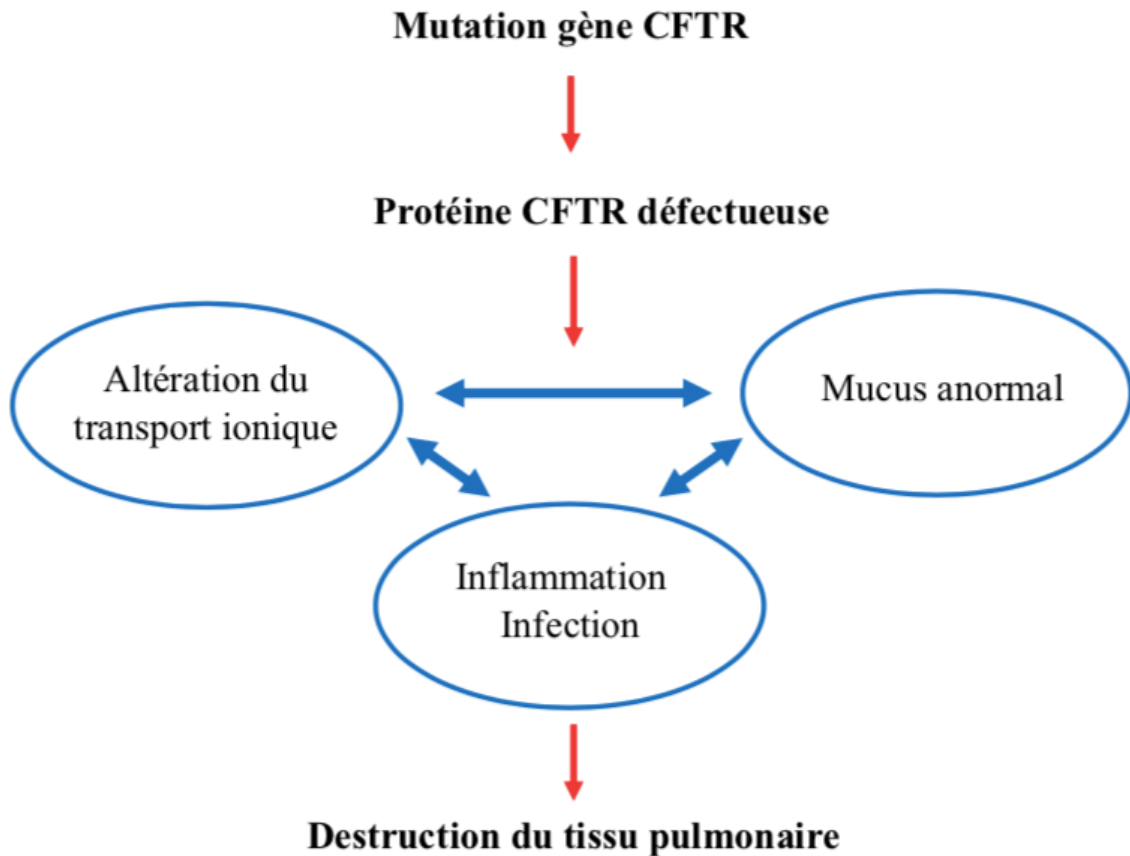 Mutation gène CFTR
Protéine CFTR défectueuse
Altération du
transport ionique
Mucus anormal
Inflammation
Infection
Destruction du tissu pulmonaire